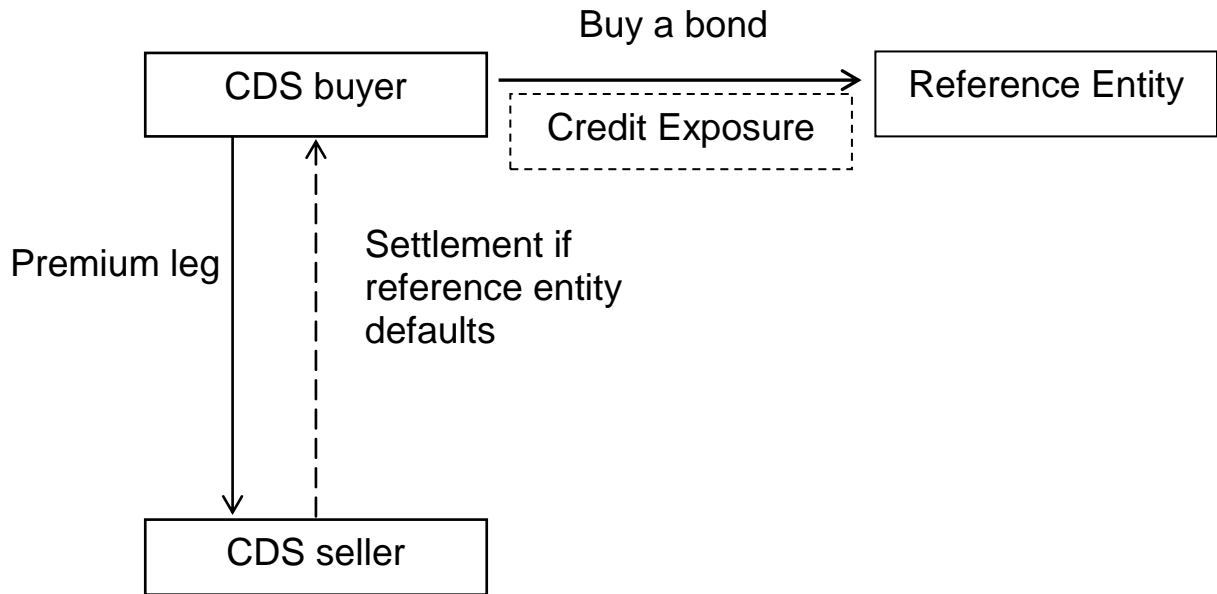 Buy a bond
CDS buyer
Reference Entity
Credit Exposure
Premium leg
Settlement if
reference entity
defaults
CDS seller